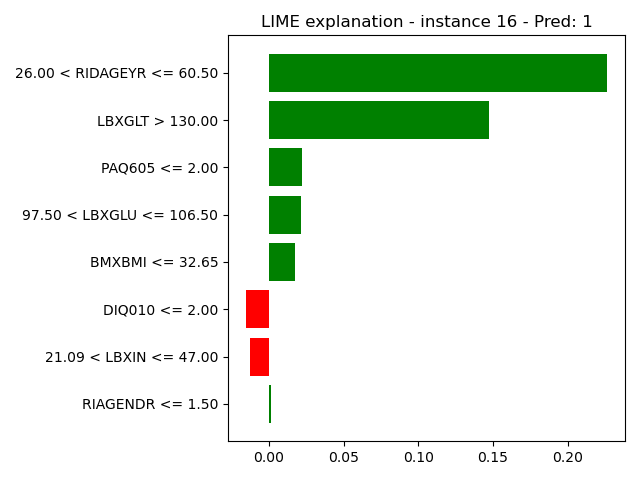 LIME explanation - instance 16 - Pred: 1
26.00 < RIDAGEYR <= 60.50
LBXGLT > 130.00
PAQ605 <= 2.00
97.50 < LBXGLU <= 106.50
BMXBMI <= 32.65
DIQ010 <= 2.00
21.09 < LBXIN <= 47.00
RIAGENDR <= 1.50
0.00 0.05 0.10 0.15 0.20